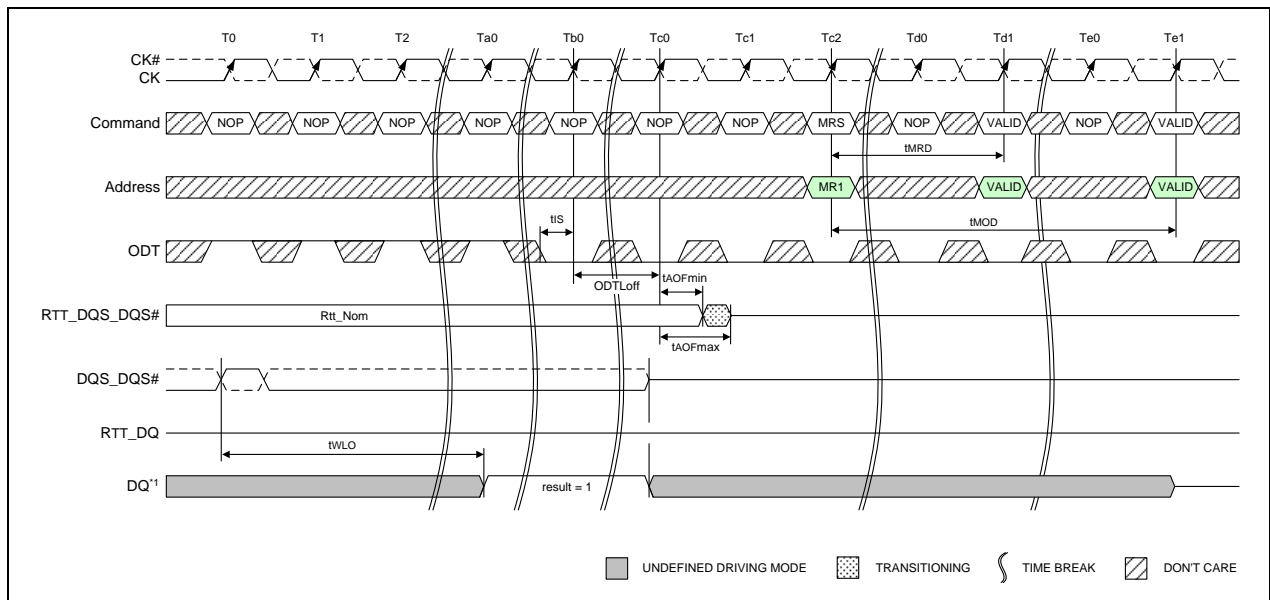 T0 T1 T2 Ta0 Tb0 Tc0 Tc1 Tc2 Td0 Td1 Te0 Te1
CK#
CK
Command NOP NOP NOP NOP NOP NOP NOP MRS NOP VALID NOP VALID
tMRD
Address MR1 VALID VALID
tIS tMOD
ODT
tAOFmin
ODTLoff
RTT_DQS_DQS# Rtt_Nom
tAOFmax
DQS_DQS#
RTT_DQ
tWLO
DQ*1 result = 1
UNDEFINED DRIVING MODE TRANSITIONING TIME BREAK DON'T CARE